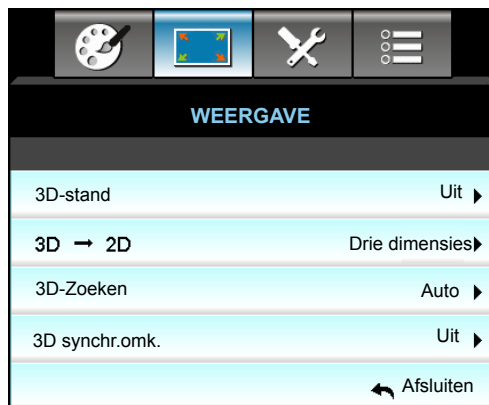 WEERGAVE
3D-stand Uit
3D → 2D Drie dimensies
3D-Zoeken Auto
3D synchr.omk. Uit
Afsluiten